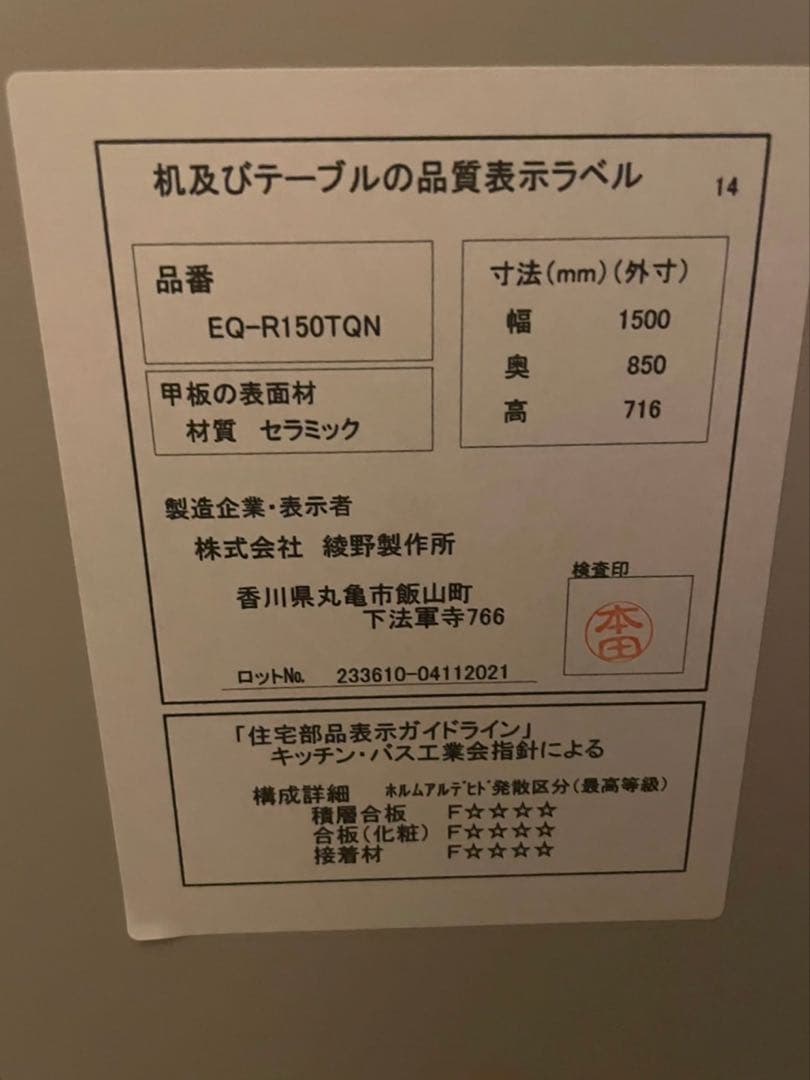 机及びテーブルの品質表示ラベル
14
品番
EQ-R150TQN
甲板の表面材
材質　セラミック
寸法(mm)(外寸)
幅　1500
奥　850
高　716
製造企業・表示者
株式会社　綾野製作所
香川県丸亀市飯山町
下法軍寺766
検査印
本田
ロット№.　233610-04112021
「住宅部品表示ガイドライン」
キッチン・バス工業会指針による
構成詳細　ﾎﾙﾑｱﾙﾃﾞﾋﾄﾞ発散区分(最高等級)
積層合板　F☆☆☆☆
合板(化粧)　F☆☆☆☆
接着材　F☆☆☆☆